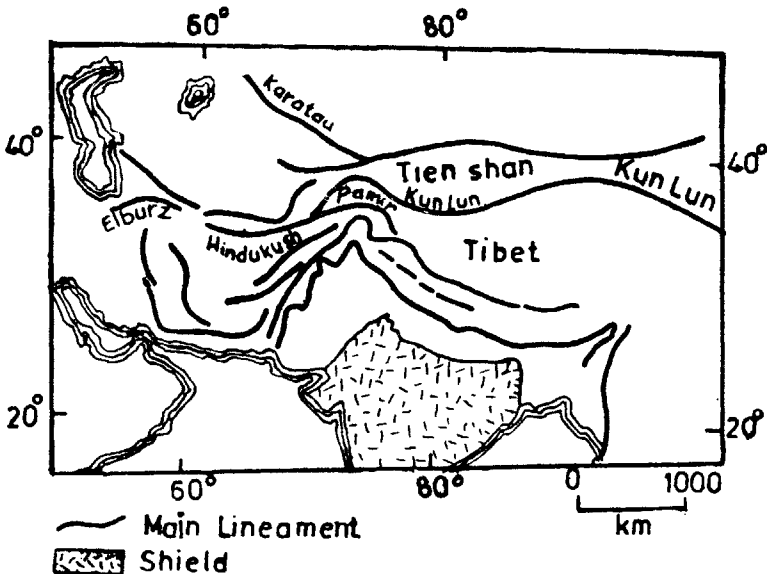 60° 80°
Karatau
40° Tien shan Kun Lun 40°
Pamir Kun Lun
Elburz
Hindukush Tibet
20° 20°
60° 80° 0 1000
km
Main Lineament
Shield